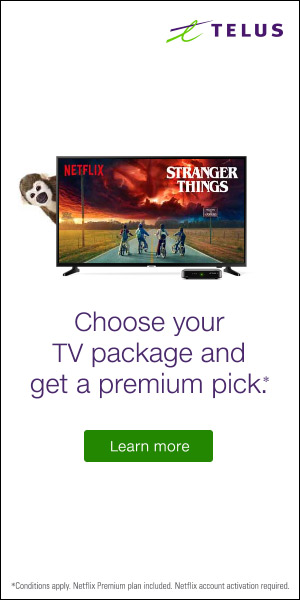 TELUS
NETFLIX
STRANGER
THINGS
Choose your
TV package and
get a premium pick.*
Learn more
*Conditions apply. Netflix Premium plan included. Netflix account activation required.